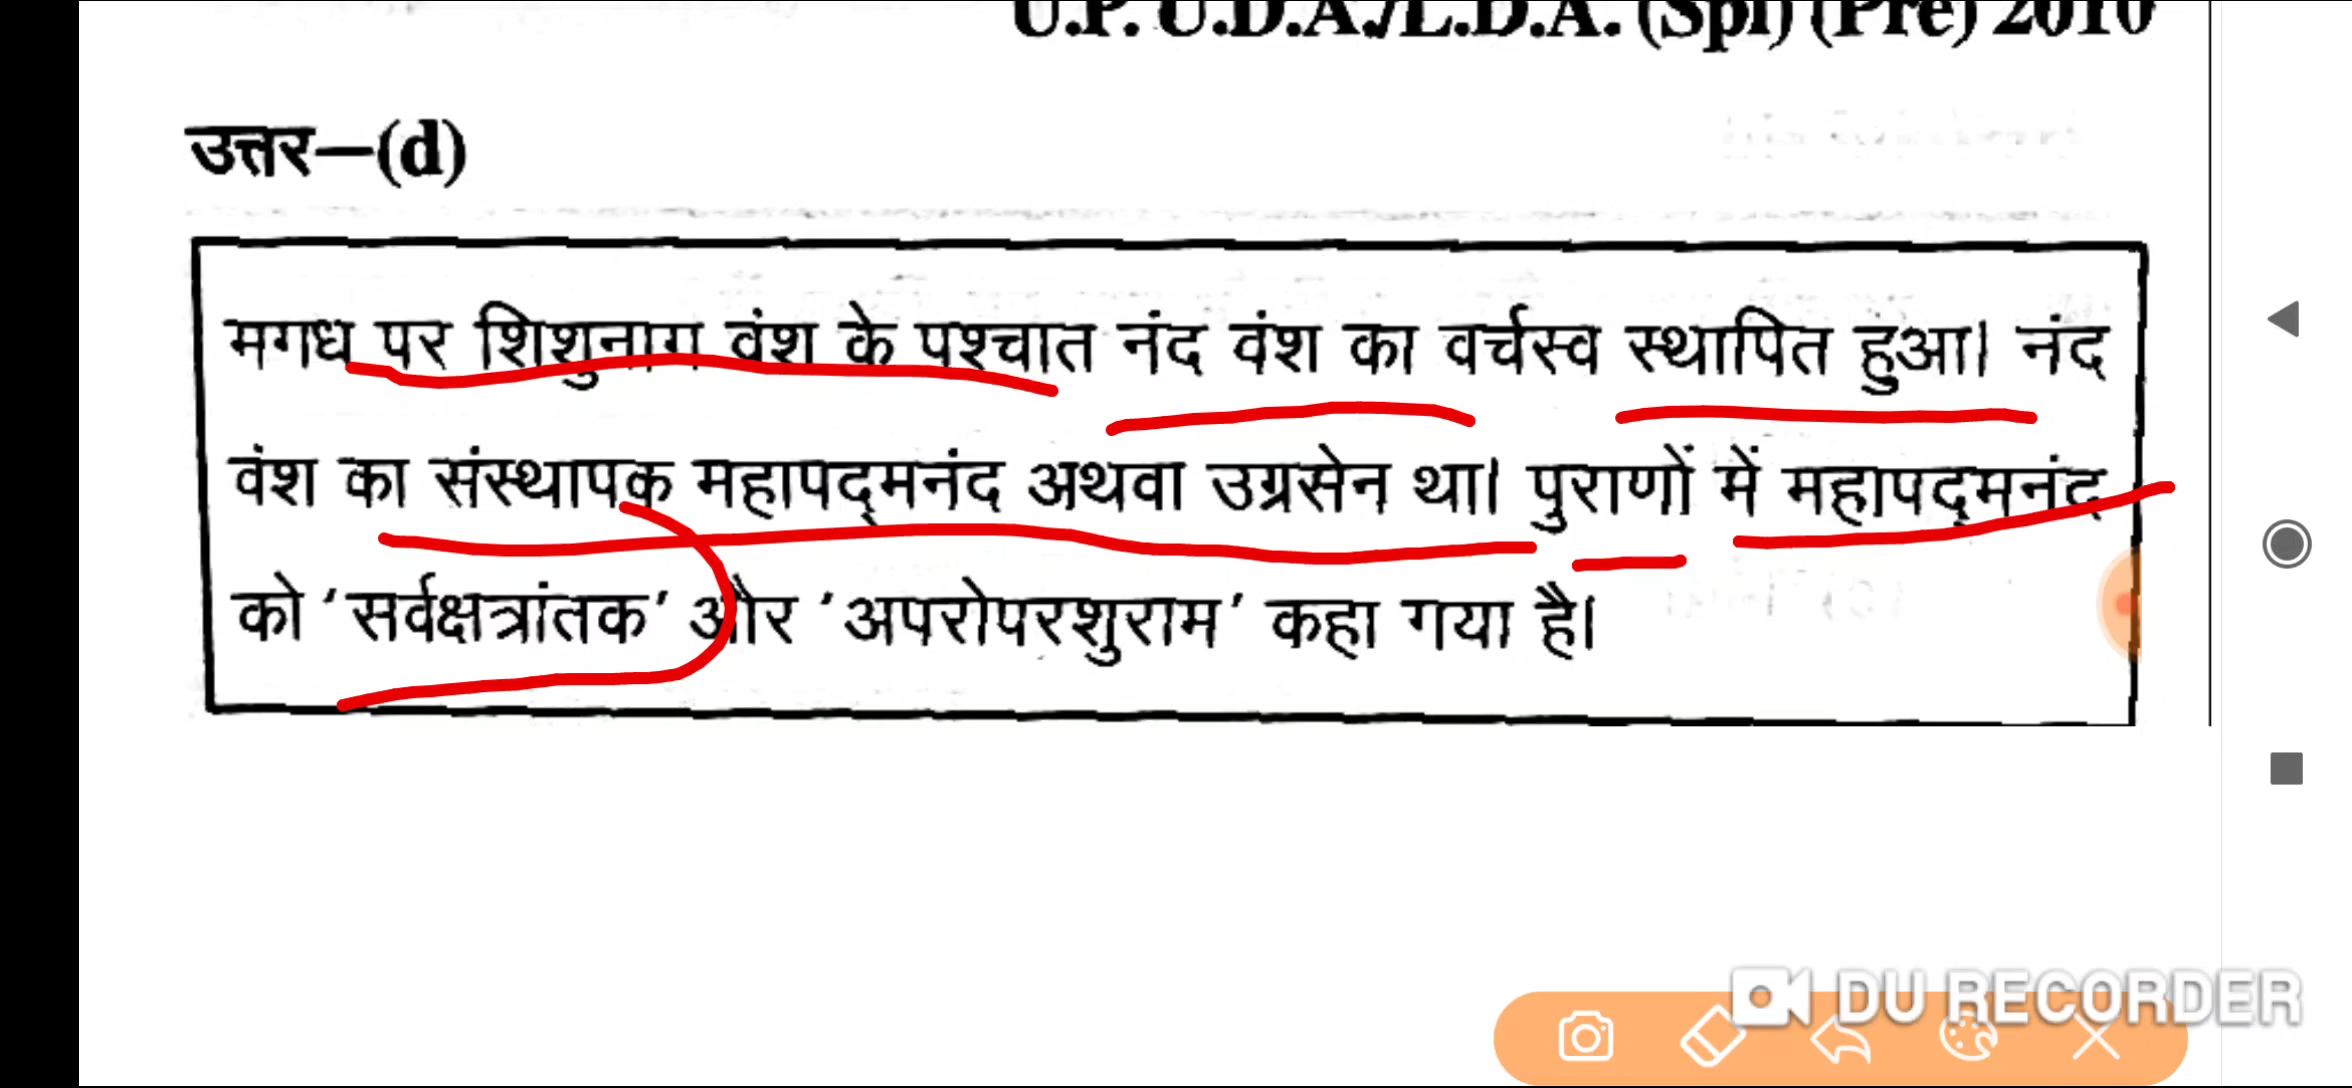 U.P. U.D.A./L.D.A. (Spl) (Pre) 2010
उत्तर—(d)
मगध पर शिशुनाग वंश के पश्चात नंद वंश का वर्चस्व स्थापित हुआ। नंद
वंश का संस्थापक महापद्मनंद अथवा उग्रसेन था। पुराणों में महापद्मनंद
को ‘सर्वक्षत्रांतक’ और ‘अपरोपरशुराम’ कहा गया है।
DU RECORDER